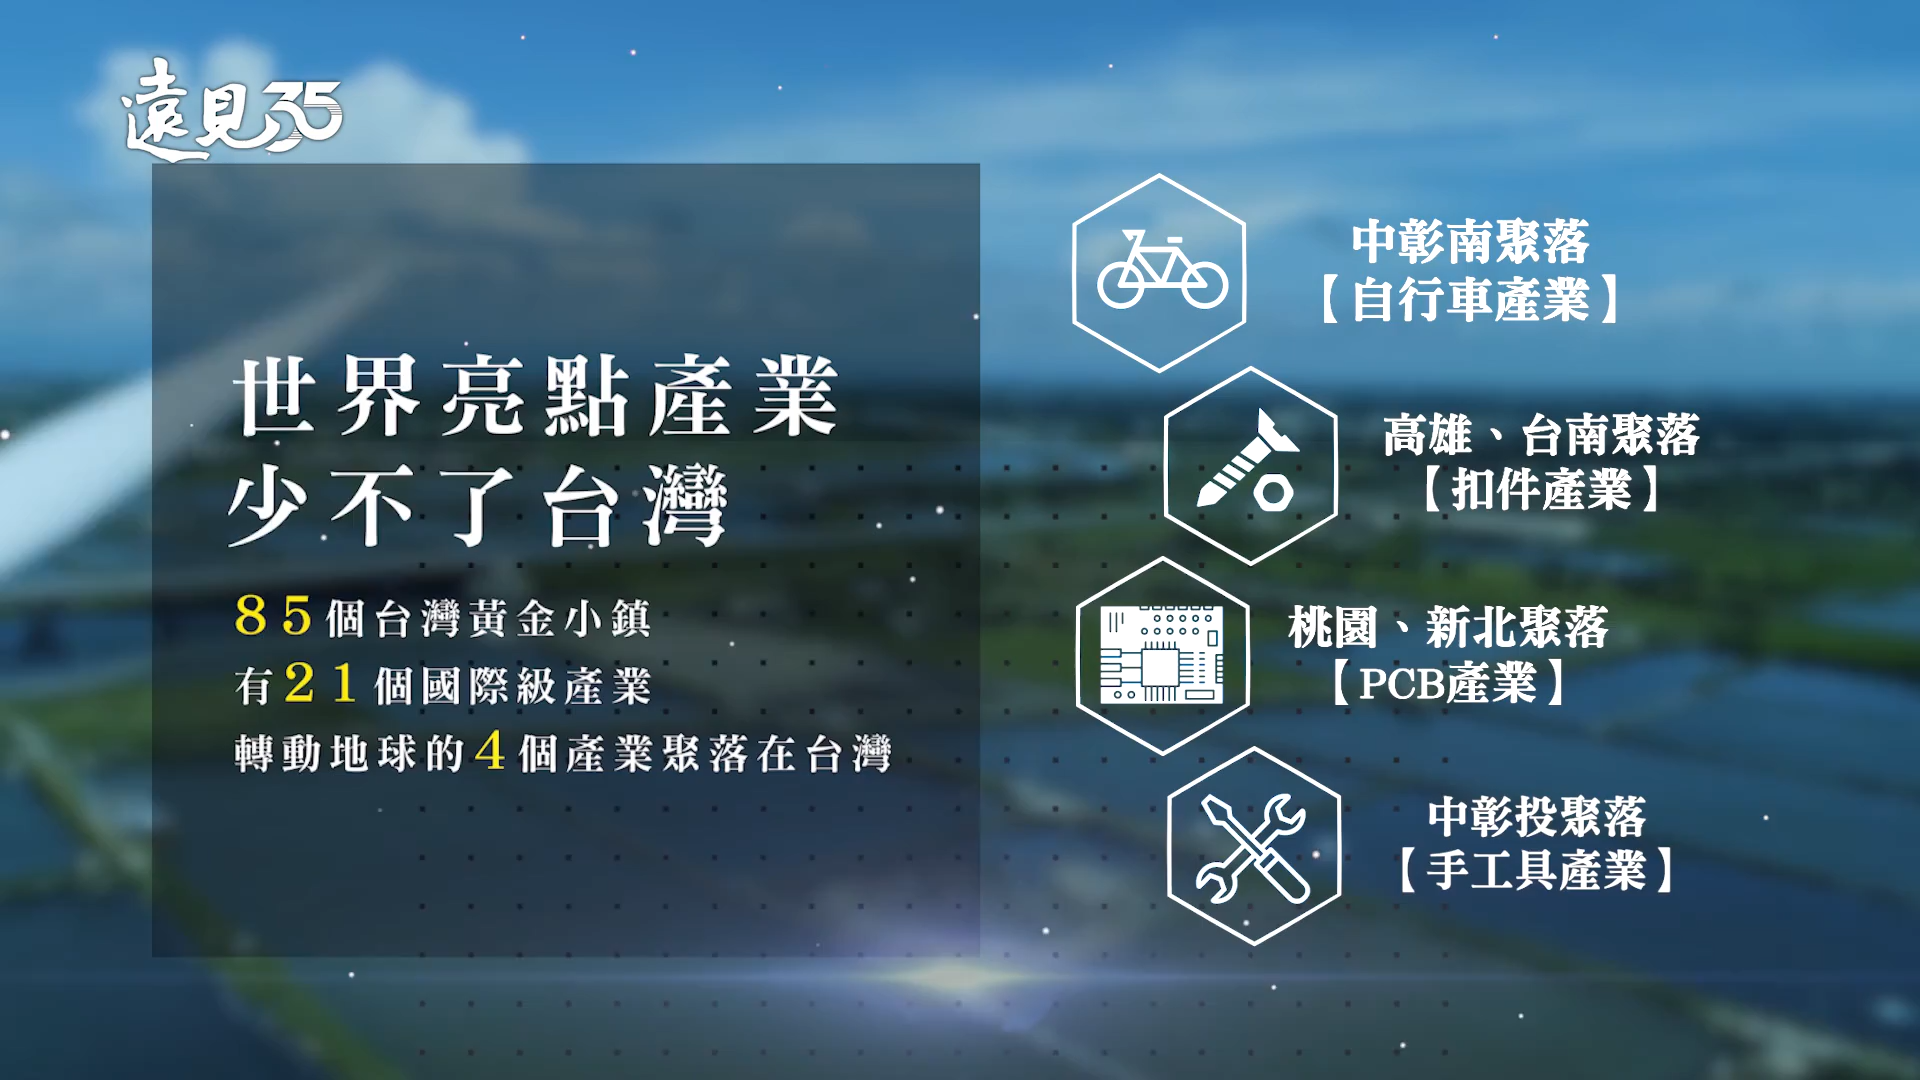 遠見35
世界亮點產業
少不了台灣
85個台灣黃金小鎮
有21個國際級產業
轉動地球的4個產業聚落在台灣
中彰南聚落
【自行車產業】
高雄、台南聚落
【扣件產業】
桃園、新北聚落
【PCB產業】
中彰投聚落
【手工具產業】